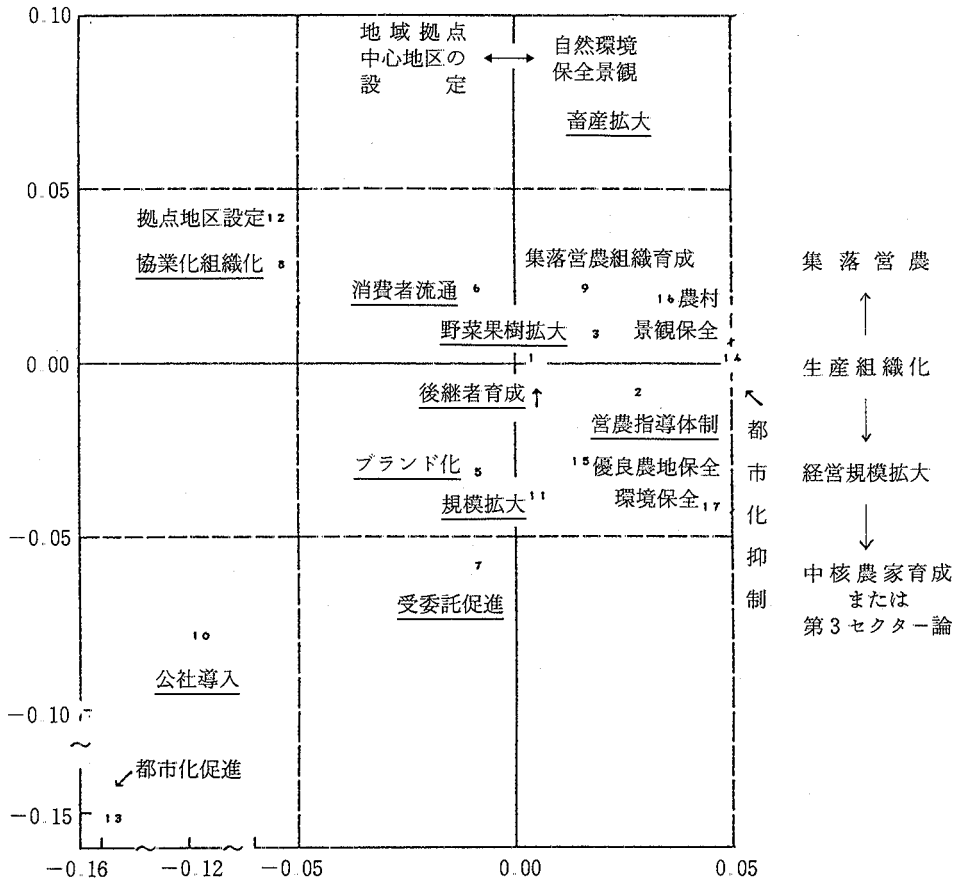 0.10
地域拠点
中心地区の
設定
↔
自然環境
保全景観
畜産拡大
0.05
拠点地区設定12
協業化組織化 8
消費者流通 6
集落営農組織育成
9
16農村
景観保全
野菜果樹拡大 3
1
14
0.00
後継者育成↑
2
営農指導体制
ブランド化 5
15優良農地保全
規模拡大11
環境保全17
-0.05
7
受委託促進
10
公社導入
-0.10
都市化促進
-0.15
13
-0.16
-0.12
-0.05
0.00
0.05
都市化抑制
集落営農
↑
生産組織化
↓
経営規模拡大
↓
中核農家育成
または
第3セクター論